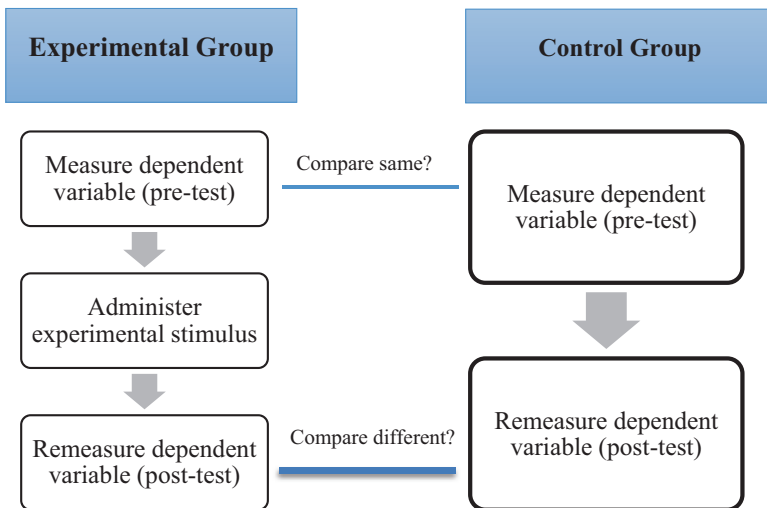 Experimental Group
Control Group
Measure dependent
variable (pre-test)
Compare same?
Measure dependent
variable (pre-test)
Administer
experimental stimulus
Remeasure dependent
variable (post-test)
Compare different?
Remeasure dependent
variable (post-test)